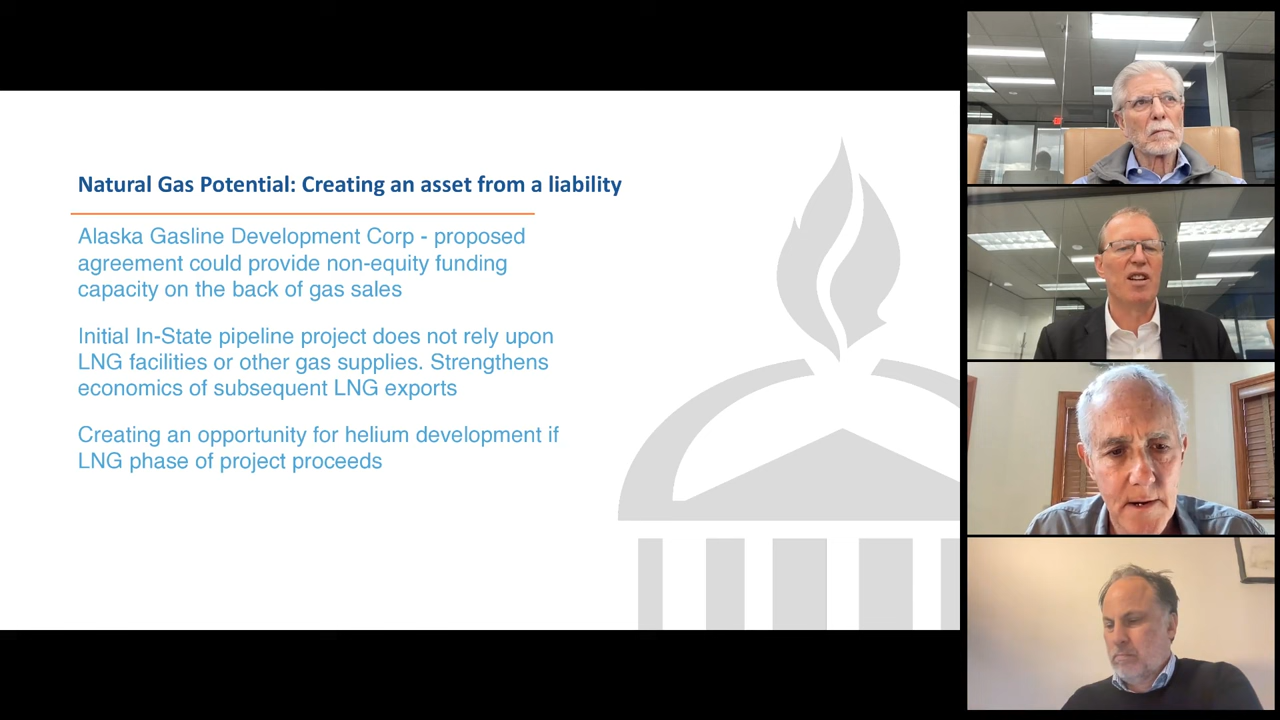 Natural Gas Potential: Creating an asset from a liability
Alaska Gasline Development Corp - proposed
agreement could provide non-equity funding
capacity on the back of gas sales
Initial In-State pipeline project does not rely upon
LNG facilities or other gas supplies. Strengthens
economics of subsequent LNG exports
Creating an opportunity for helium development if
LNG phase of project proceeds